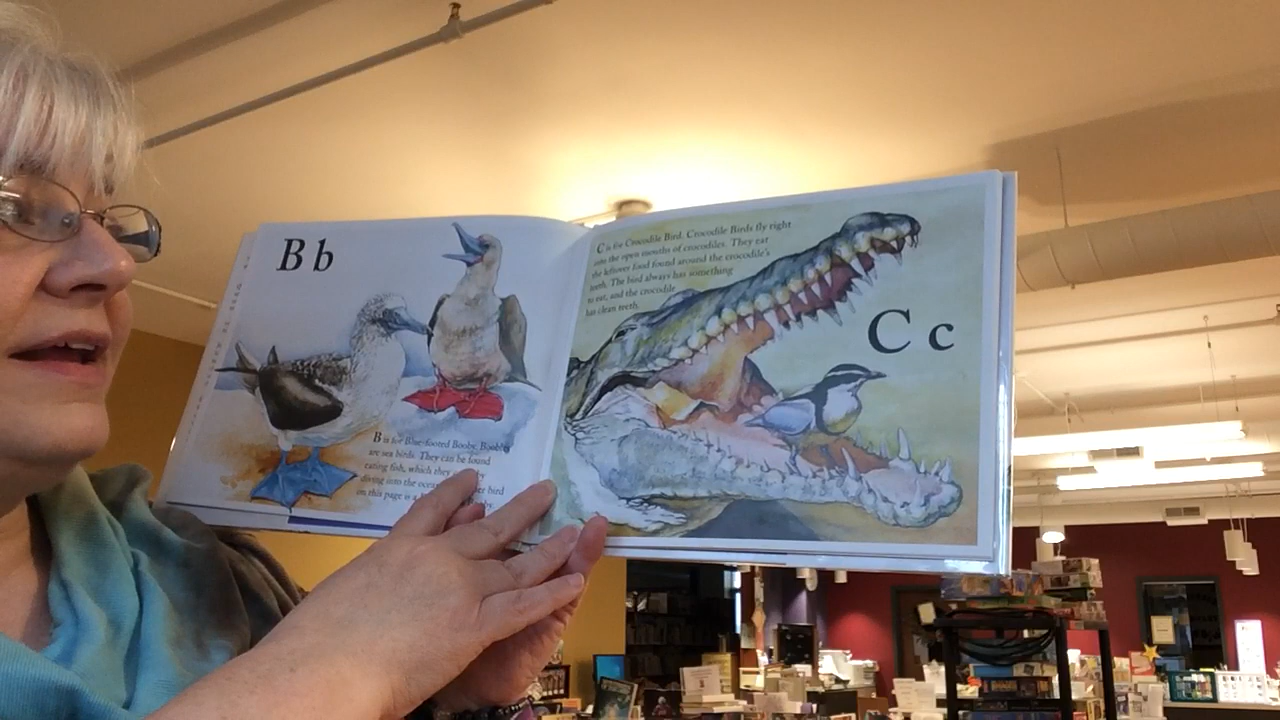 B b
B is for Blue-footed Booby. Boobies
are sea birds. They can be found
eating fish, which they
diving into the ocean. bird
on this page is a
C is for Crocodile Bird. Crocodile Birds fly right
into the open mouths of crocodiles. They eat
the leftover food found around the crocodile's
teeth. The bird always has something
to eat, and the crocodile
has clean teeth.
C c